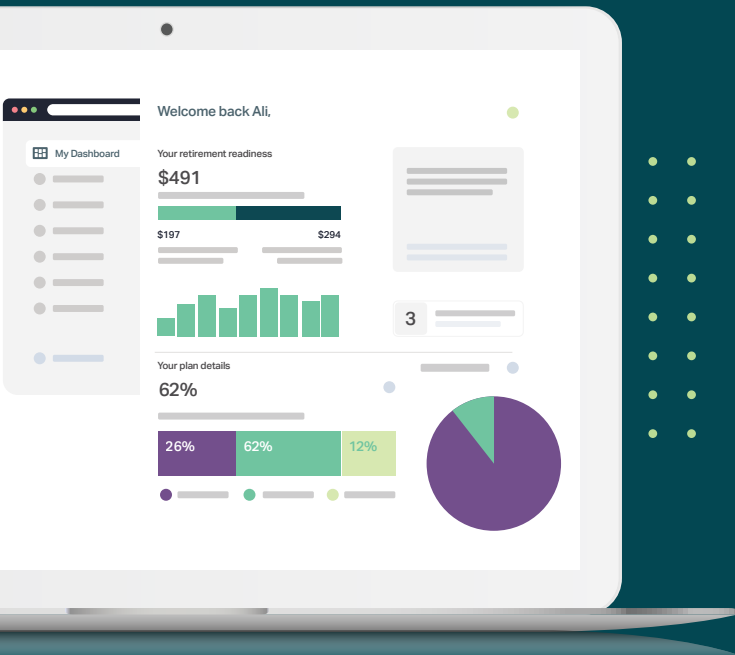 Welcome back Ali,
My Dashboard
Your retirement readiness
$491
$197
$294
3
Your plan details
62%
26%
62%
12%